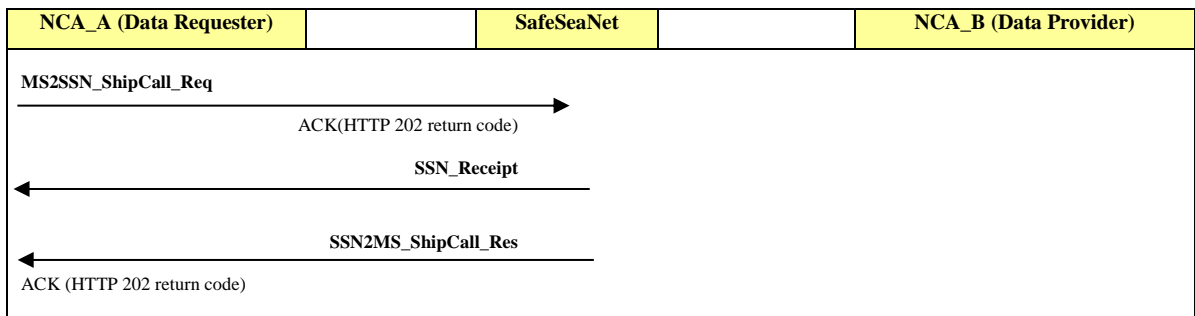 NCA_A (Data Requester) SafeSeaNet NCA_B (Data Provider)
MS2SSN_ShipCall_Req
ACK(HTTP 202 return code)
SSN_Receipt
SSN2MS_ShipCall_Res
ACK (HTTP 202 return code)